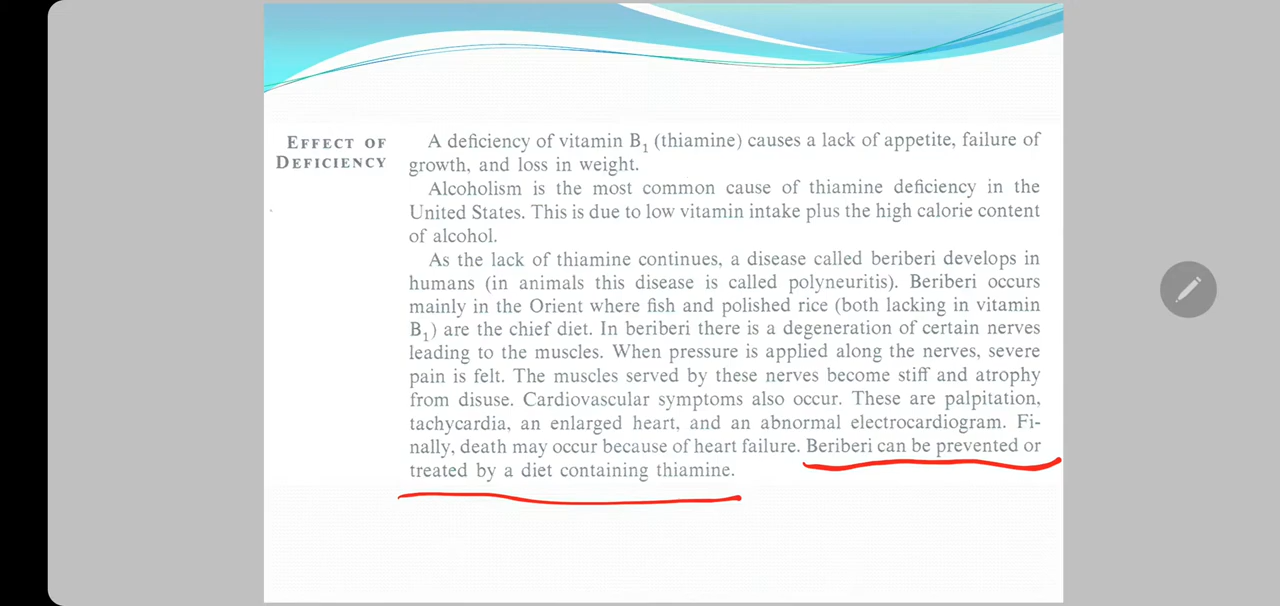 EFFECT OF
DEFICIENCY
A deficiency of vitamin B₁ (thiamine) causes a lack of appetite, failure of
growth, and loss in weight.
Alcoholism is the most common cause of thiamine deficiency in the
United States. This is due to low vitamin intake plus the high calorie content
of alcohol.
As the lack of thiamine continues, a disease called beriberi develops in
humans (in animals this disease is called polyneuritis). Beriberi occurs
mainly in the Orient where fish and polished rice (both lacking in vitamin
B₁) are the chief diet. In beriberi there is a degeneration of certain nerves
leading to the muscles. When pressure is applied along the nerves, severe
pain is felt. The muscles served by these nerves become stiff and atrophy
from disuse. Cardiovascular symptoms also occur. These are palpitation,
tachycardia, an enlarged heart, and an abnormal electrocardiogram. Fi-
nally, death may occur because of heart failure. Beriberi can be prevented or
treated by a diet containing thiamine.